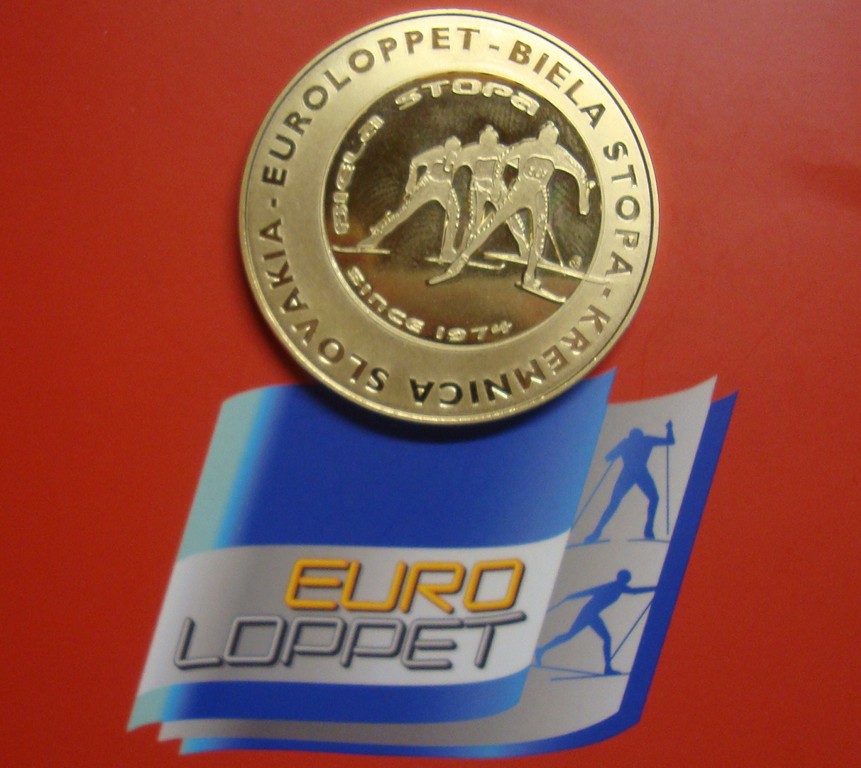 EUROLOPPET - BIELA STOPA - KREMNICA SLOVAKIA -
BIELA STOPA
SINCE 1974
EURO
LOPPET